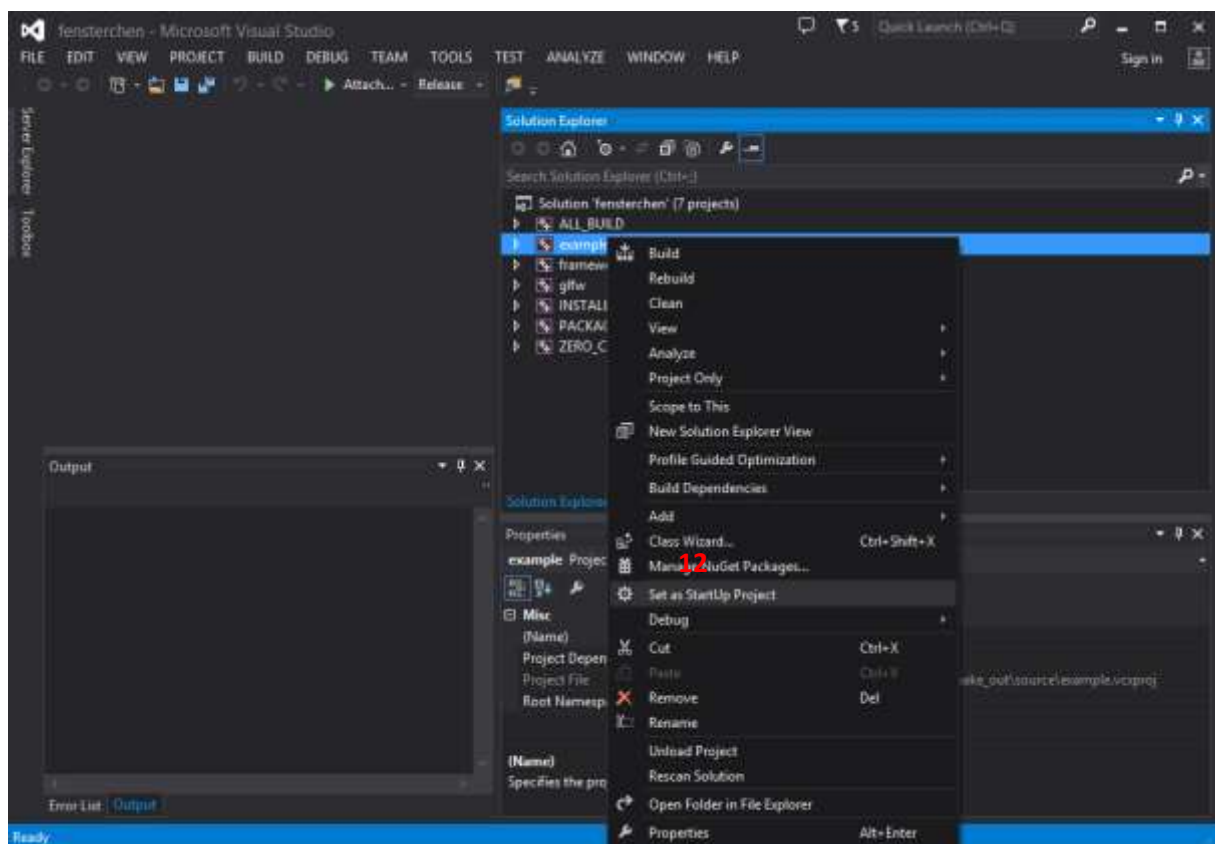 fensterchen - Microsoft Visual Studio
5
Quick Launch (Ctrl+Q)
FILE EDIT VIEW PROJECT BUILD DEBUG TEAM TOOLS TEST ANALYZE WINDOW HELP
Sign in
Attach... Release
Server Explorer
Toolbox
Solution Explorer
Search Solution Explorer (Ctrl+;)
Solution 'fensterchen' (7 projects)
ALL_BUILD
example
framew
glfw
INSTALL
PACKAG
ZERO_C
Build
Rebuild
Clean
View
Analyze
Project Only
Scope to This
New Solution Explorer View
Profile Guided Optimization
Build Dependencies
Add
Class Wizard... Ctrl+Shift+X
12
Manage NuGet Packages...
Set as StartUp Project
Debug
Cut Ctrl+X
Paste Ctrl+V
Remove Del
Rename
Unload Project
Rescan Solution
Open Folder in File Explorer
Properties Alt+Enter
Output
Error List Output
Solution Explorer
Properties
example Projec
Misc
(Name)
Project Depen
Project File
ake_out\source\example.vcxproj
Root Namesp
(Name)
Specifies the pro
Ready